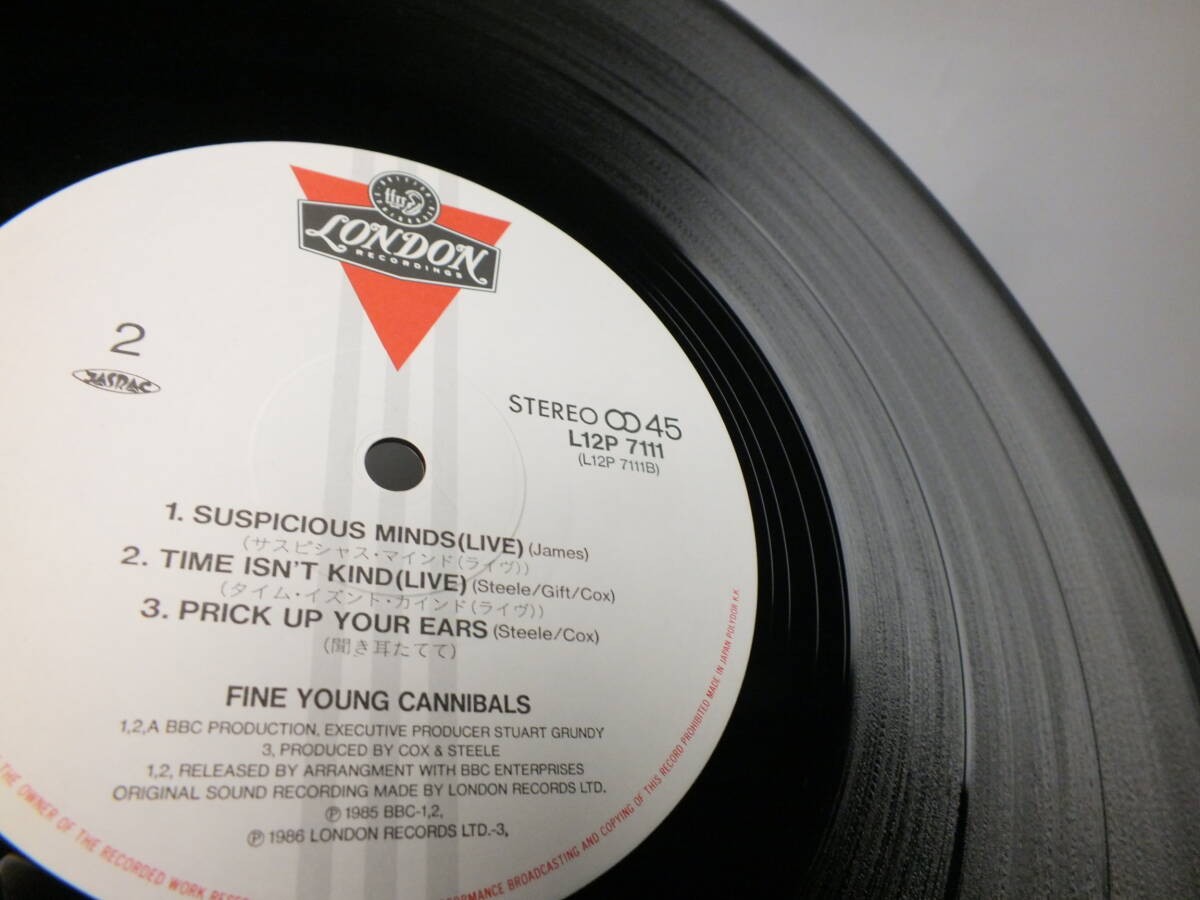 ffrr
LONDON
RECORDINGS
2
JASRAC
STEREO 45
L12P 7111
(L12P 7111B)
1. SUSPICIOUS MINDS(LIVE) (James)
(サスピシャス・マインド(ライヴ))
2. TIME ISN'T KIND(LIVE) (Steele/Gift/Cox)
(タイム・イズント・カインド(ライヴ))
3. PRICK UP YOUR EARS (Steele/Cox)
(聞き耳たてて)
FINE YOUNG CANNIBALS
1,2,A BBC PRODUCTION, EXECUTIVE PRODUCER STUART GRUNDY
3, PRODUCED BY COX & STEELE
1,2, RELEASED BY ARRANGMENT WITH BBC ENTERPRISES
ORIGINAL SOUND RECORDING MADE BY LONDON RECORDS LTD.
℗ 1985 BBC-1,2,
℗ 1986 LONDON RECORDS LTD.-3,
THE OWNER OF THE RECORDED WORK RESE
ORMANCE BROADCASTING AND COPYING OF THIS RECORD PROHIBITED MADE IN JAPAN POLYDOR K.K.